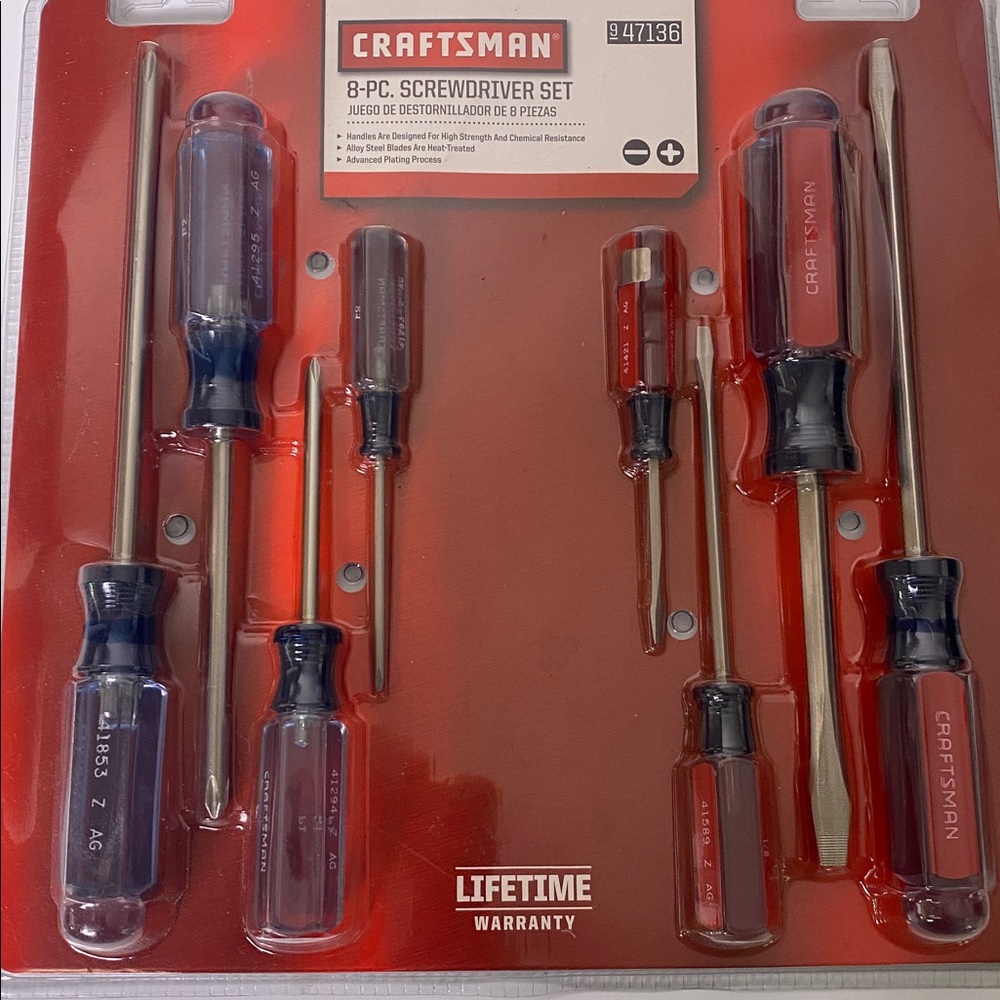 CRAFTSMAN®
9 47136
8-PC. SCREWDRIVER SET
JUEGO DE DESTORNILLADOR DE 8 PIEZAS
Handles Are Designed For High Strength And Chemical Resistance
Alloy Steel Blades Are Heat-Treated
Advanced Plating Process
41295 Z AG
P2
41421 Z AG
CRAFTSMAN
41853 Z AG
CRAFTSMAN
41294 Z AG
41589 Z AG
CRAFTSMAN
LIFETIME
WARRANTY